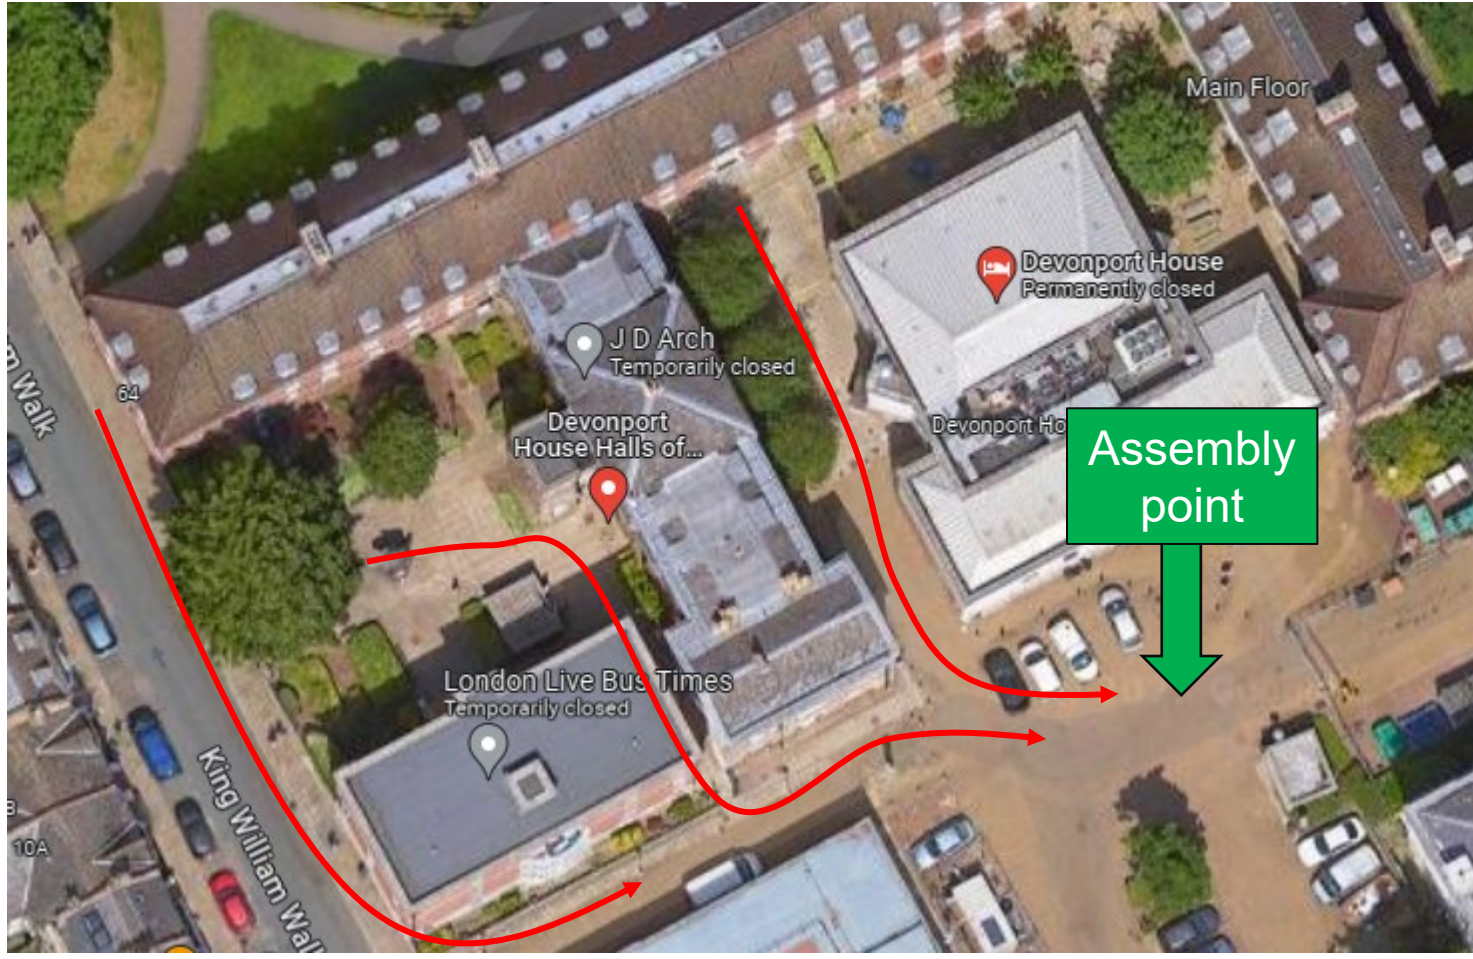 Main Floor
Devonport House
Permanently closed
J D Arch
Temporarily closed
64
m Walk
Devonport
House Halls of...
Devonport Ho
Assembly
point
London Live Bus Times
Temporarily closed
King William Walk
10A